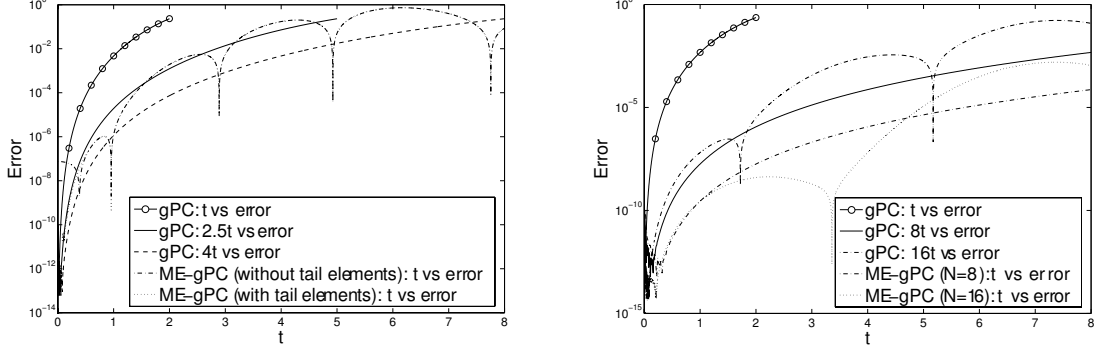 10^0
10^-2
10^-4
10^-6
10^-8
10^-10
10^-12
10^-14
Error
0 1 2 3 4 5 6 7 8
t
gPC: t vs error
gPC: 2.5t vs error
gPC: 4t vs error
ME-gPC (without tail elements): t vs error
ME-gPC (with tail elements): t vs error
10^0
10^-5
10^-10
10^-15
Error
0 1 2 3 4 5 6 7 8
t
gPC: t vs error
gPC: 8t vs error
gPC: 16t vs error
ME-gPC (N=8): t vs error
ME-gPC (N=16): t vs error